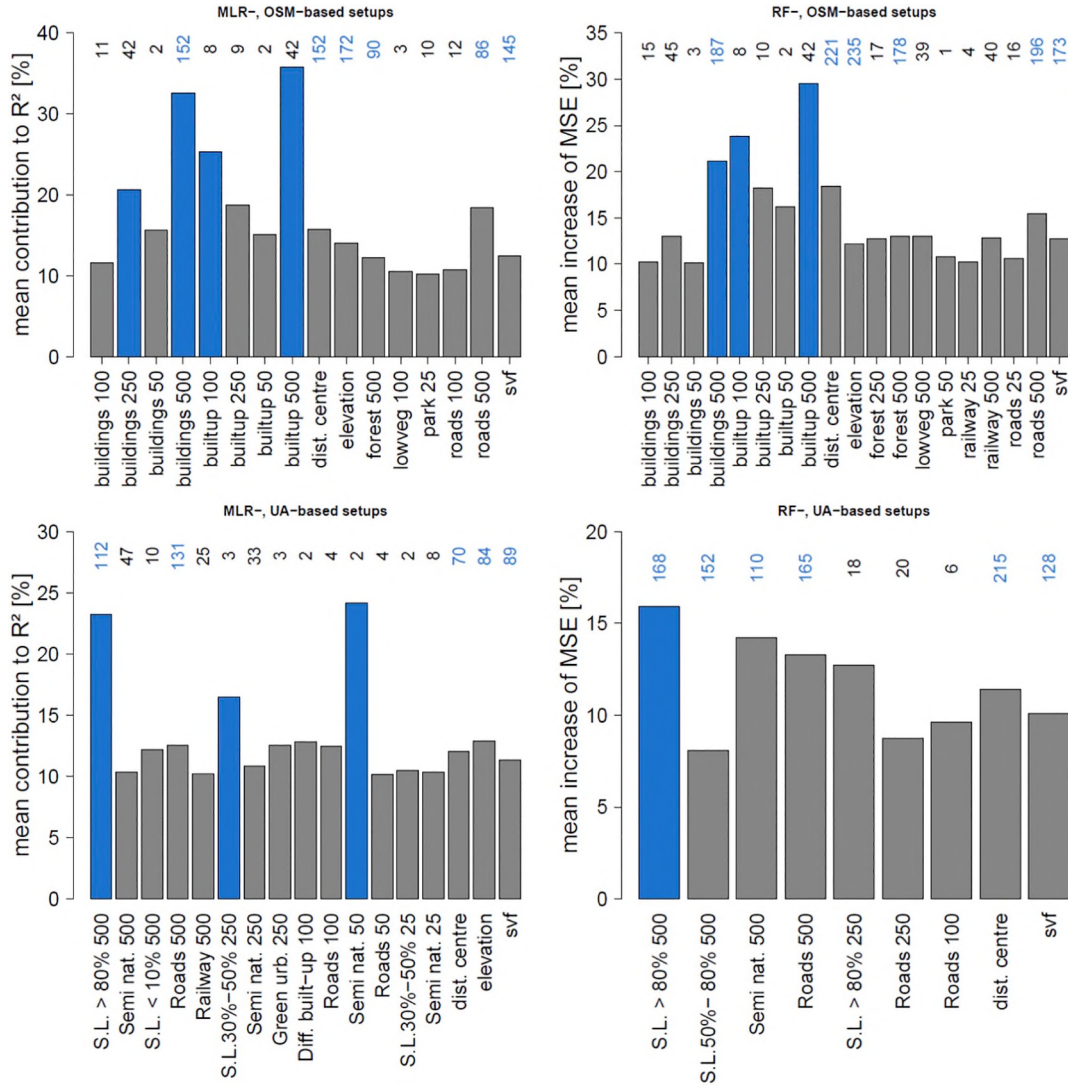 MLR−, OSM−based setups
mean contribution to R² [%]
40
30
20
10
0
11 42 2 152 8 9 2 42 152 172 90 3 10 12 86 145
buildings 100
buildings 250
buildings 50
buildings 500
builtup 100
builtup 250
builtup 50
builtup 500
dist. centre
elevation
forest 500
lowveg 100
park 25
roads 100
roads 500
svf
RF−, OSM−based setups
mean increase of MSE [%]
35
30
25
20
15
10
5
0
15 45 3 187 8 10 2 42 221 235 17 178 39 1 4 40 16 196 173
buildings 100
buildings 250
buildings 50
buildings 500
builtup 100
builtup 250
builtup 50
builtup 500
dist. centre
elevation
forest 250
forest 500
lowveg 500
park 50
railway 25
railway 500
roads 25
roads 500
svf
MLR−, UA−based setups
mean contribution to R² [%]
30
25
20
15
10
5
0
112 47 10 131 25 3 33 3 2 4 2 4 2 8 70 84 89
S.L. > 80% 500
Semi nat. 500
S.L. < 10% 500
Roads 500
Railway 500
S.L.30%−50% 250
Semi nat. 250
Green urb. 250
Diff. built−up 100
Roads 100
Semi nat. 50
Roads 50
S.L.30%−50% 25
Semi nat. 25
dist. centre
elevation
svf
RF−, UA−based setups
mean increase of MSE [%]
20
15
10
5
0
168 152 110 165 18 20 6 215 128
S.L. > 80% 500
S.L.50%− 80% 500
Semi nat. 500
Roads 500
S.L. > 80% 250
Roads 250
Roads 100
dist. centre
svf